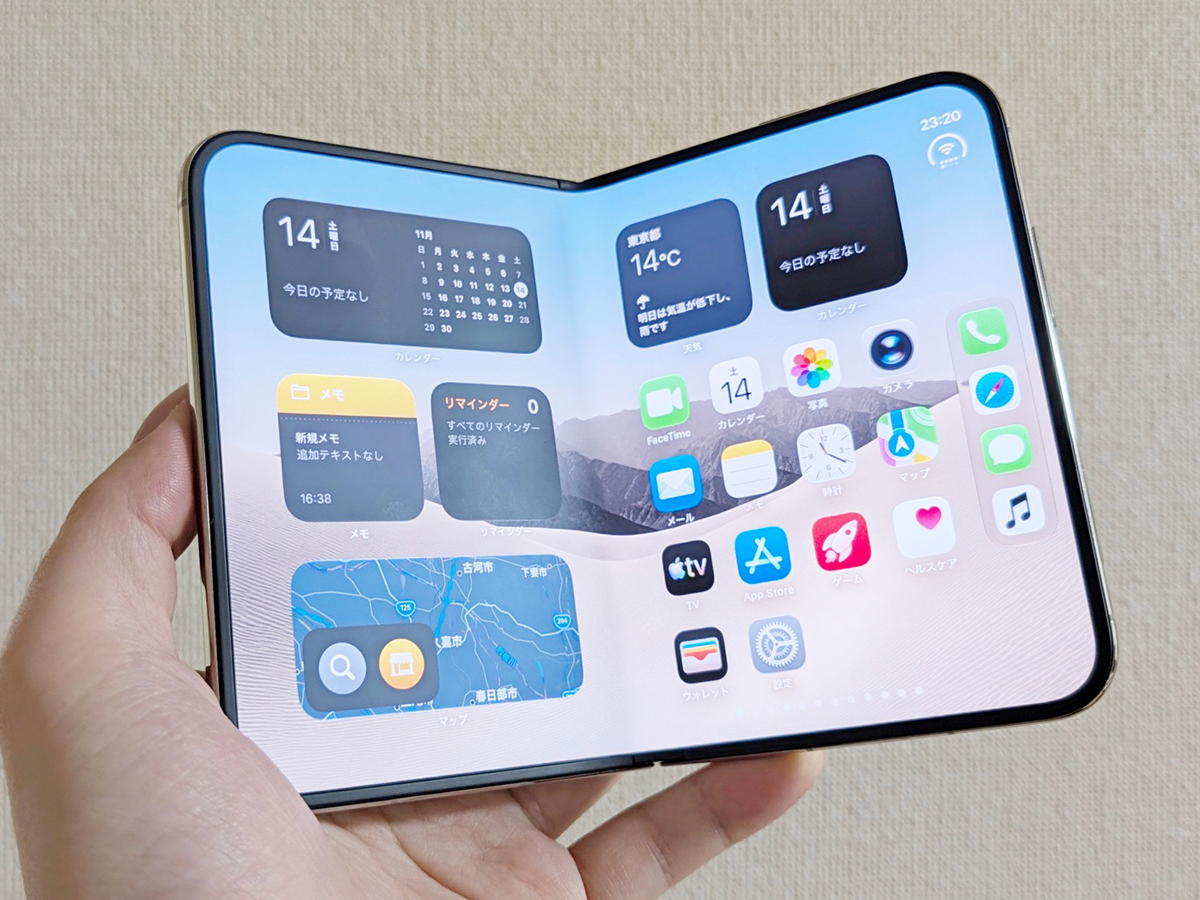 23:20
14 土曜日
今日の予定なし
11月
日 月 火 水 木 金 土
1 2 3 4 5 6 7
8 9 10 11 12 13 14
15 16 17 18 19 20 21
22 23 24 25 26 27 28
29 30
カレンダー
メモ
新規メモ
追加テキストなし
16:38
メモ
リマインダー 0
すべてのリマインダー
実行済み
リマインダー
古河市
下妻市
125
294
春日部市
マップ
東京都
14°C
明日は気温が低下し、
雨です
天気
14 土曜日
今日の予定なし
カレンダー
FaceTime
土
14
カレンダー
写真
カメラ
メール
メモ
12
3
時計
マップ
tv
TV
App Store
ゲーム
ヘルスケア
ウォレット
設定